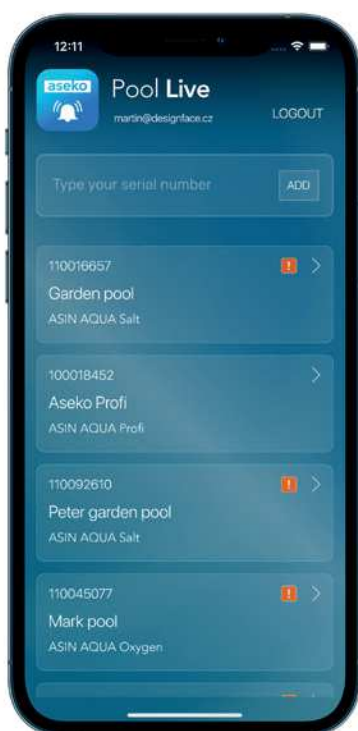 12:11
aseko
Pool Live
martin@designface.cz
LOGOUT
Type your serial number
ADD
110016657
!
Garden pool
ASIN AQUA Salt
100018452
Aseko Profi
ASIN AQUA Profi
110092610
!
Peter garden pool
ASIN AQUA Salt
110045077
!
Mark pool
ASIN AQUA Oxygen